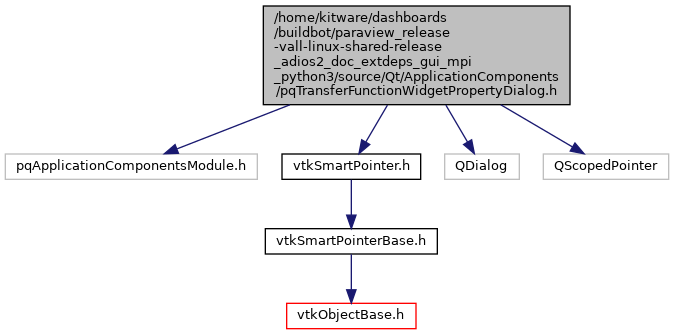 /home/kitware/dashboards
/buildbot/paraview_release
-vall-linux-shared-release
_adios2_doc_extdeps_gui_mpi
_python3/source/Qt/ApplicationComponents
/pqTransferFunctionWidgetPropertyDialog.h
pqApplicationComponentsModule.h
vtkSmartPointer.h
QDialog
QScopedPointer
vtkSmartPointerBase.h
vtkObjectBase.h